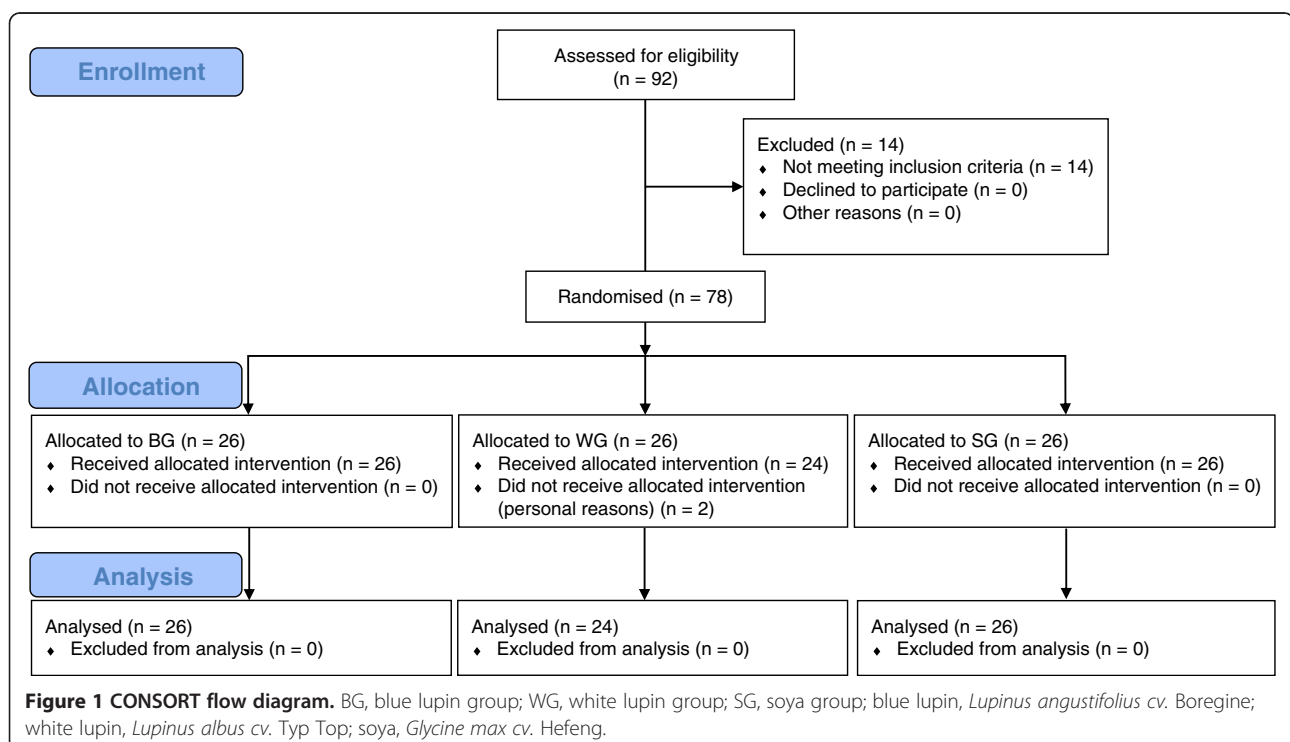 Enrollment
Assessed for eligibility
(n = 92)
Excluded (n = 14)
♦ Not meeting inclusion criteria (n = 14)
♦ Declined to participate (n = 0)
♦ Other reasons (n = 0)
Randomised (n = 78)
Allocation
Allocated to BG (n = 26)
♦ Received allocated intervention (n = 26)
♦ Did not receive allocated intervention (n = 0)
Allocated to WG (n = 26)
♦ Received allocated intervention (n = 24)
♦ Did not receive allocated intervention
(personal reasons) (n = 2)
Allocated to SG (n = 26)
♦ Received allocated intervention (n = 26)
♦ Did not receive allocated intervention (n = 0)
Analysis
Analysed (n = 26)
♦ Excluded from analysis (n = 0)
Analysed (n = 24)
♦ Excluded from analysis (n = 0)
Analysed (n = 26)
♦ Excluded from analysis (n = 0)
Figure 1 CONSORT flow diagram. BG, blue lupin group; WG, white lupin group; SG, soya group; blue lupin, Lupinus angustifolius cv. Boregine;
white lupin, Lupinus albus cv. Typ Top; soya, Glycine max cv. Hefeng.